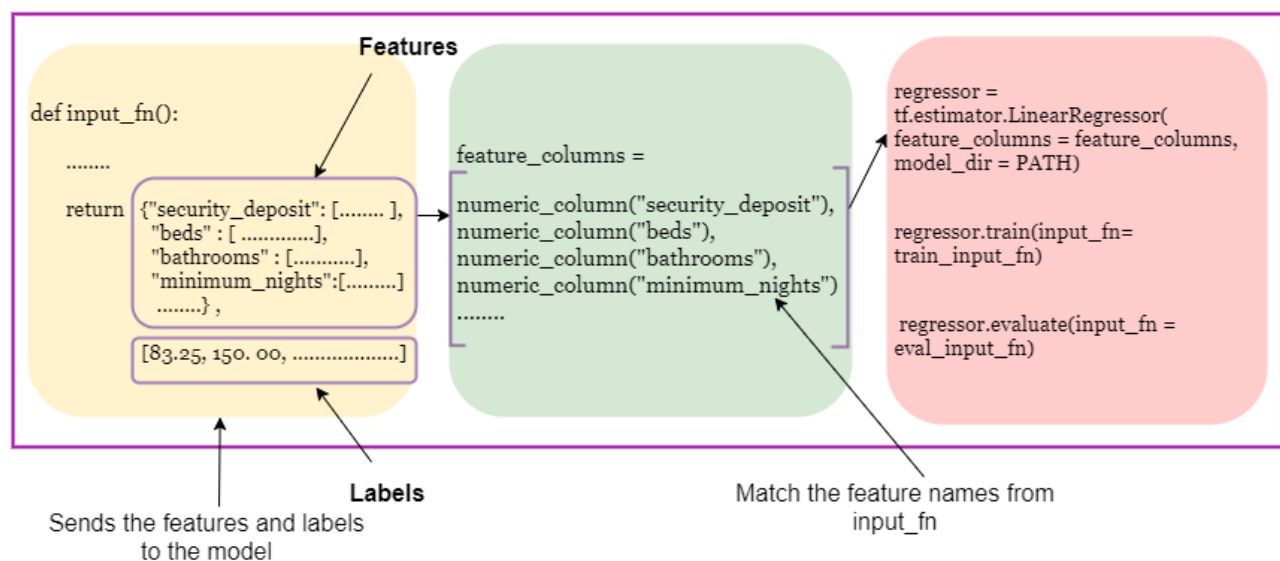 Features
def input_fn():
........
return {"security_deposit": [........ ],
"beds" : [ .............],
"bathrooms" : [...........],
"minimum_nights":[.........]
........} ,
[83.25, 150. 00, .....................]
feature_columns =
numeric_column("security_deposit"),
numeric_column("beds"),
numeric_column("bathrooms"),
numeric_column("minimum_nights")
........
regressor =
tf.estimator.LinearRegressor(
feature_columns = feature_columns,
model_dir = PATH)
regressor.train(input_fn=
train_input_fn)
regressor.evaluate(input_fn =
eval_input_fn)
Labels
Sends the features and labels
to the model
Match the feature names from
input_fn